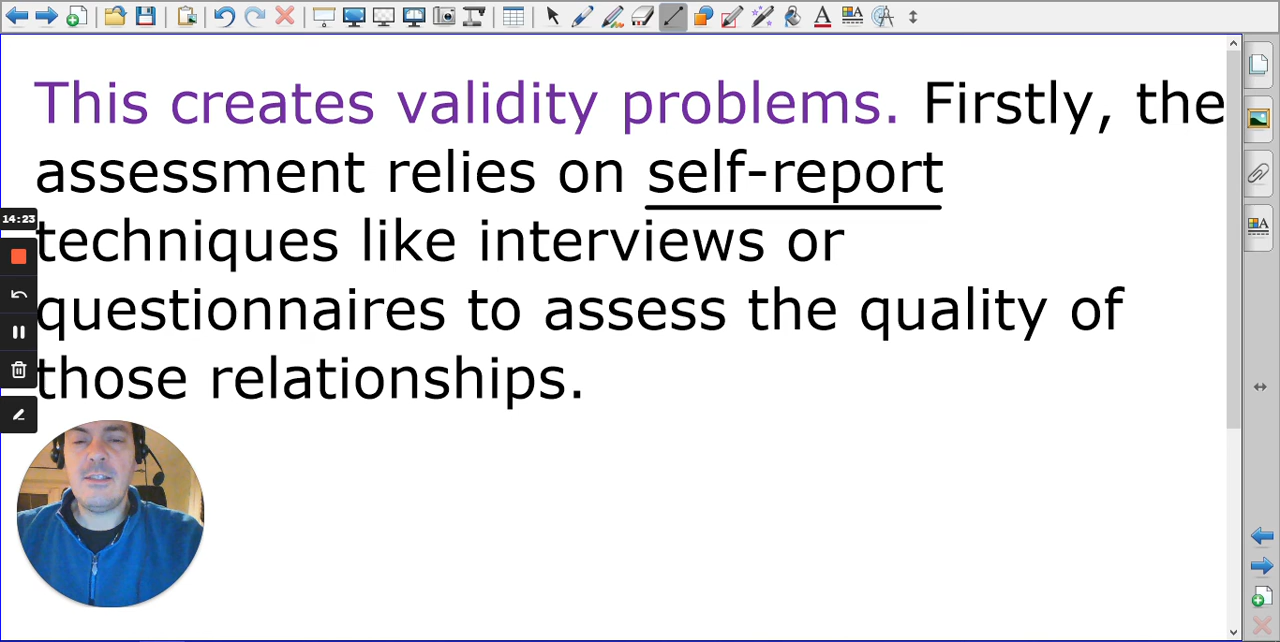 This creates validity problems. Firstly, the
assessment relies on self-report
14:23
techniques like interviews or
questionnaires to assess the quality of
those relationships.